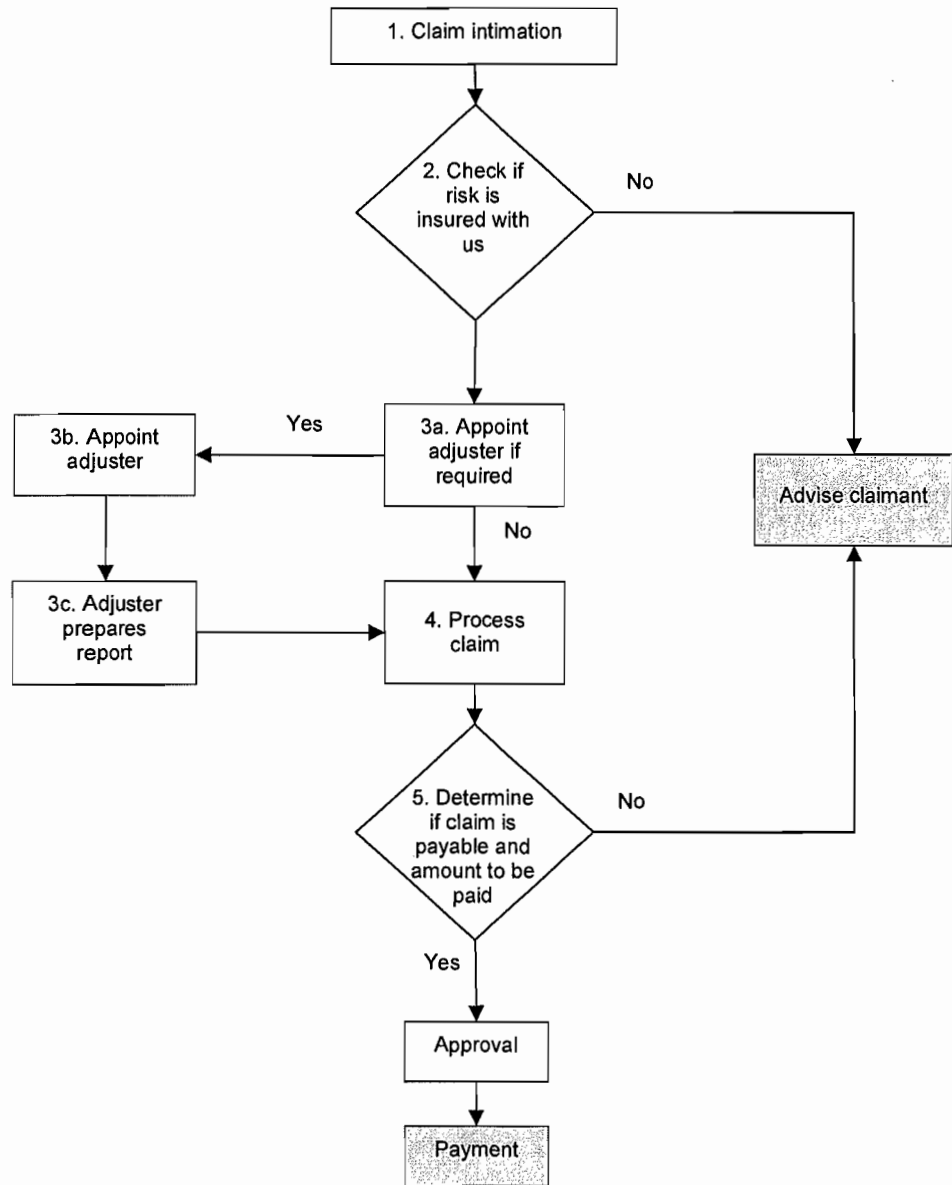 1. Claim intimation
2. Check if
risk is
insured with
us
No
3a. Appoint
adjuster if
required
Yes
3b. Appoint
adjuster
No
Advise claimant
3c. Adjuster
prepares
report
4. Process
claim
5. Determine
if claim is
payable and
amount to be
paid
No
Yes
Approval
Payment